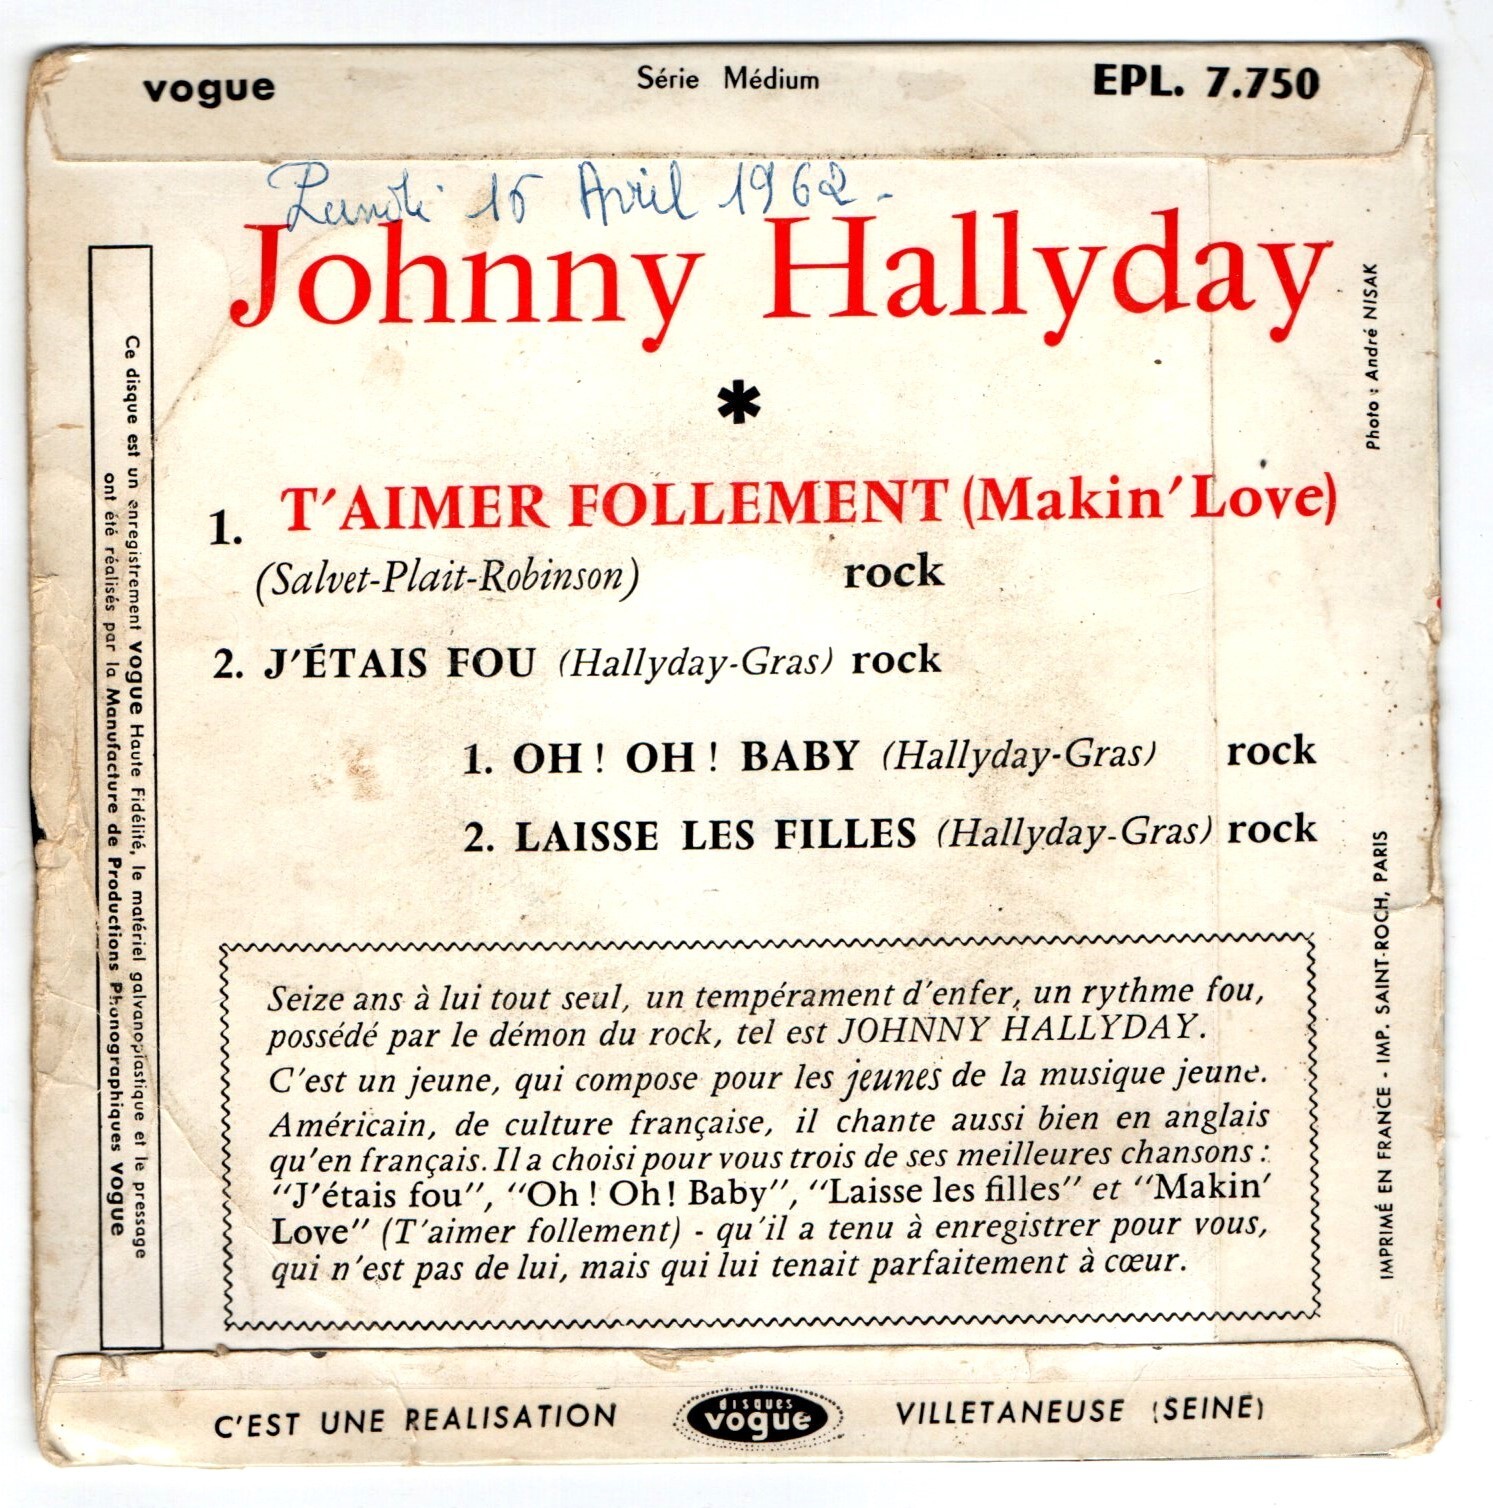 vogue Série Médium EPL. 7.750
Lundi 16 Avril 1962.
Johnny Hallyday
*
1. T'AIMER FOLLEMENT (Makin' Love)
(Salvet-Plait-Robinson) rock
2. J'ÉTAIS FOU (Hallyday-Gras) rock
1. OH ! OH ! BABY (Hallyday-Gras) rock
2. LAISSE LES FILLES (Hallyday-Gras) rock
Seize ans à lui tout seul, un tempérament d'enfer, un rythme fou,
possédé par le démon du rock, tel est JOHNNY HALLYDAY.
C'est un jeune, qui compose pour les jeunes de la musique jeune.
Américain, de culture française, il chante aussi bien en anglais
qu'en français. Il a choisi pour vous trois de ses meilleures chansons :
"J'étais fou", "Oh ! Oh ! Baby", "Laisse les filles" et "Makin'
Love" (T'aimer follement) - qu'il a tenu à enregistrer pour vous,
qui n'est pas de lui, mais qui lui tenait parfaitement à cœur.
Ce disque est un enregistrement vogue Haute Fidélité, le matériel galvanoplastique et le pressage
ont été réalisés par la Manufacture de Productions Phonographiques vogue
Photo : André NISAK
IMPRIMÉ EN FRANCE - IMP. SAINT-ROCH, PARIS
C'EST UNE REALISATION disques vogue VILLETANEUSE (SEINE)